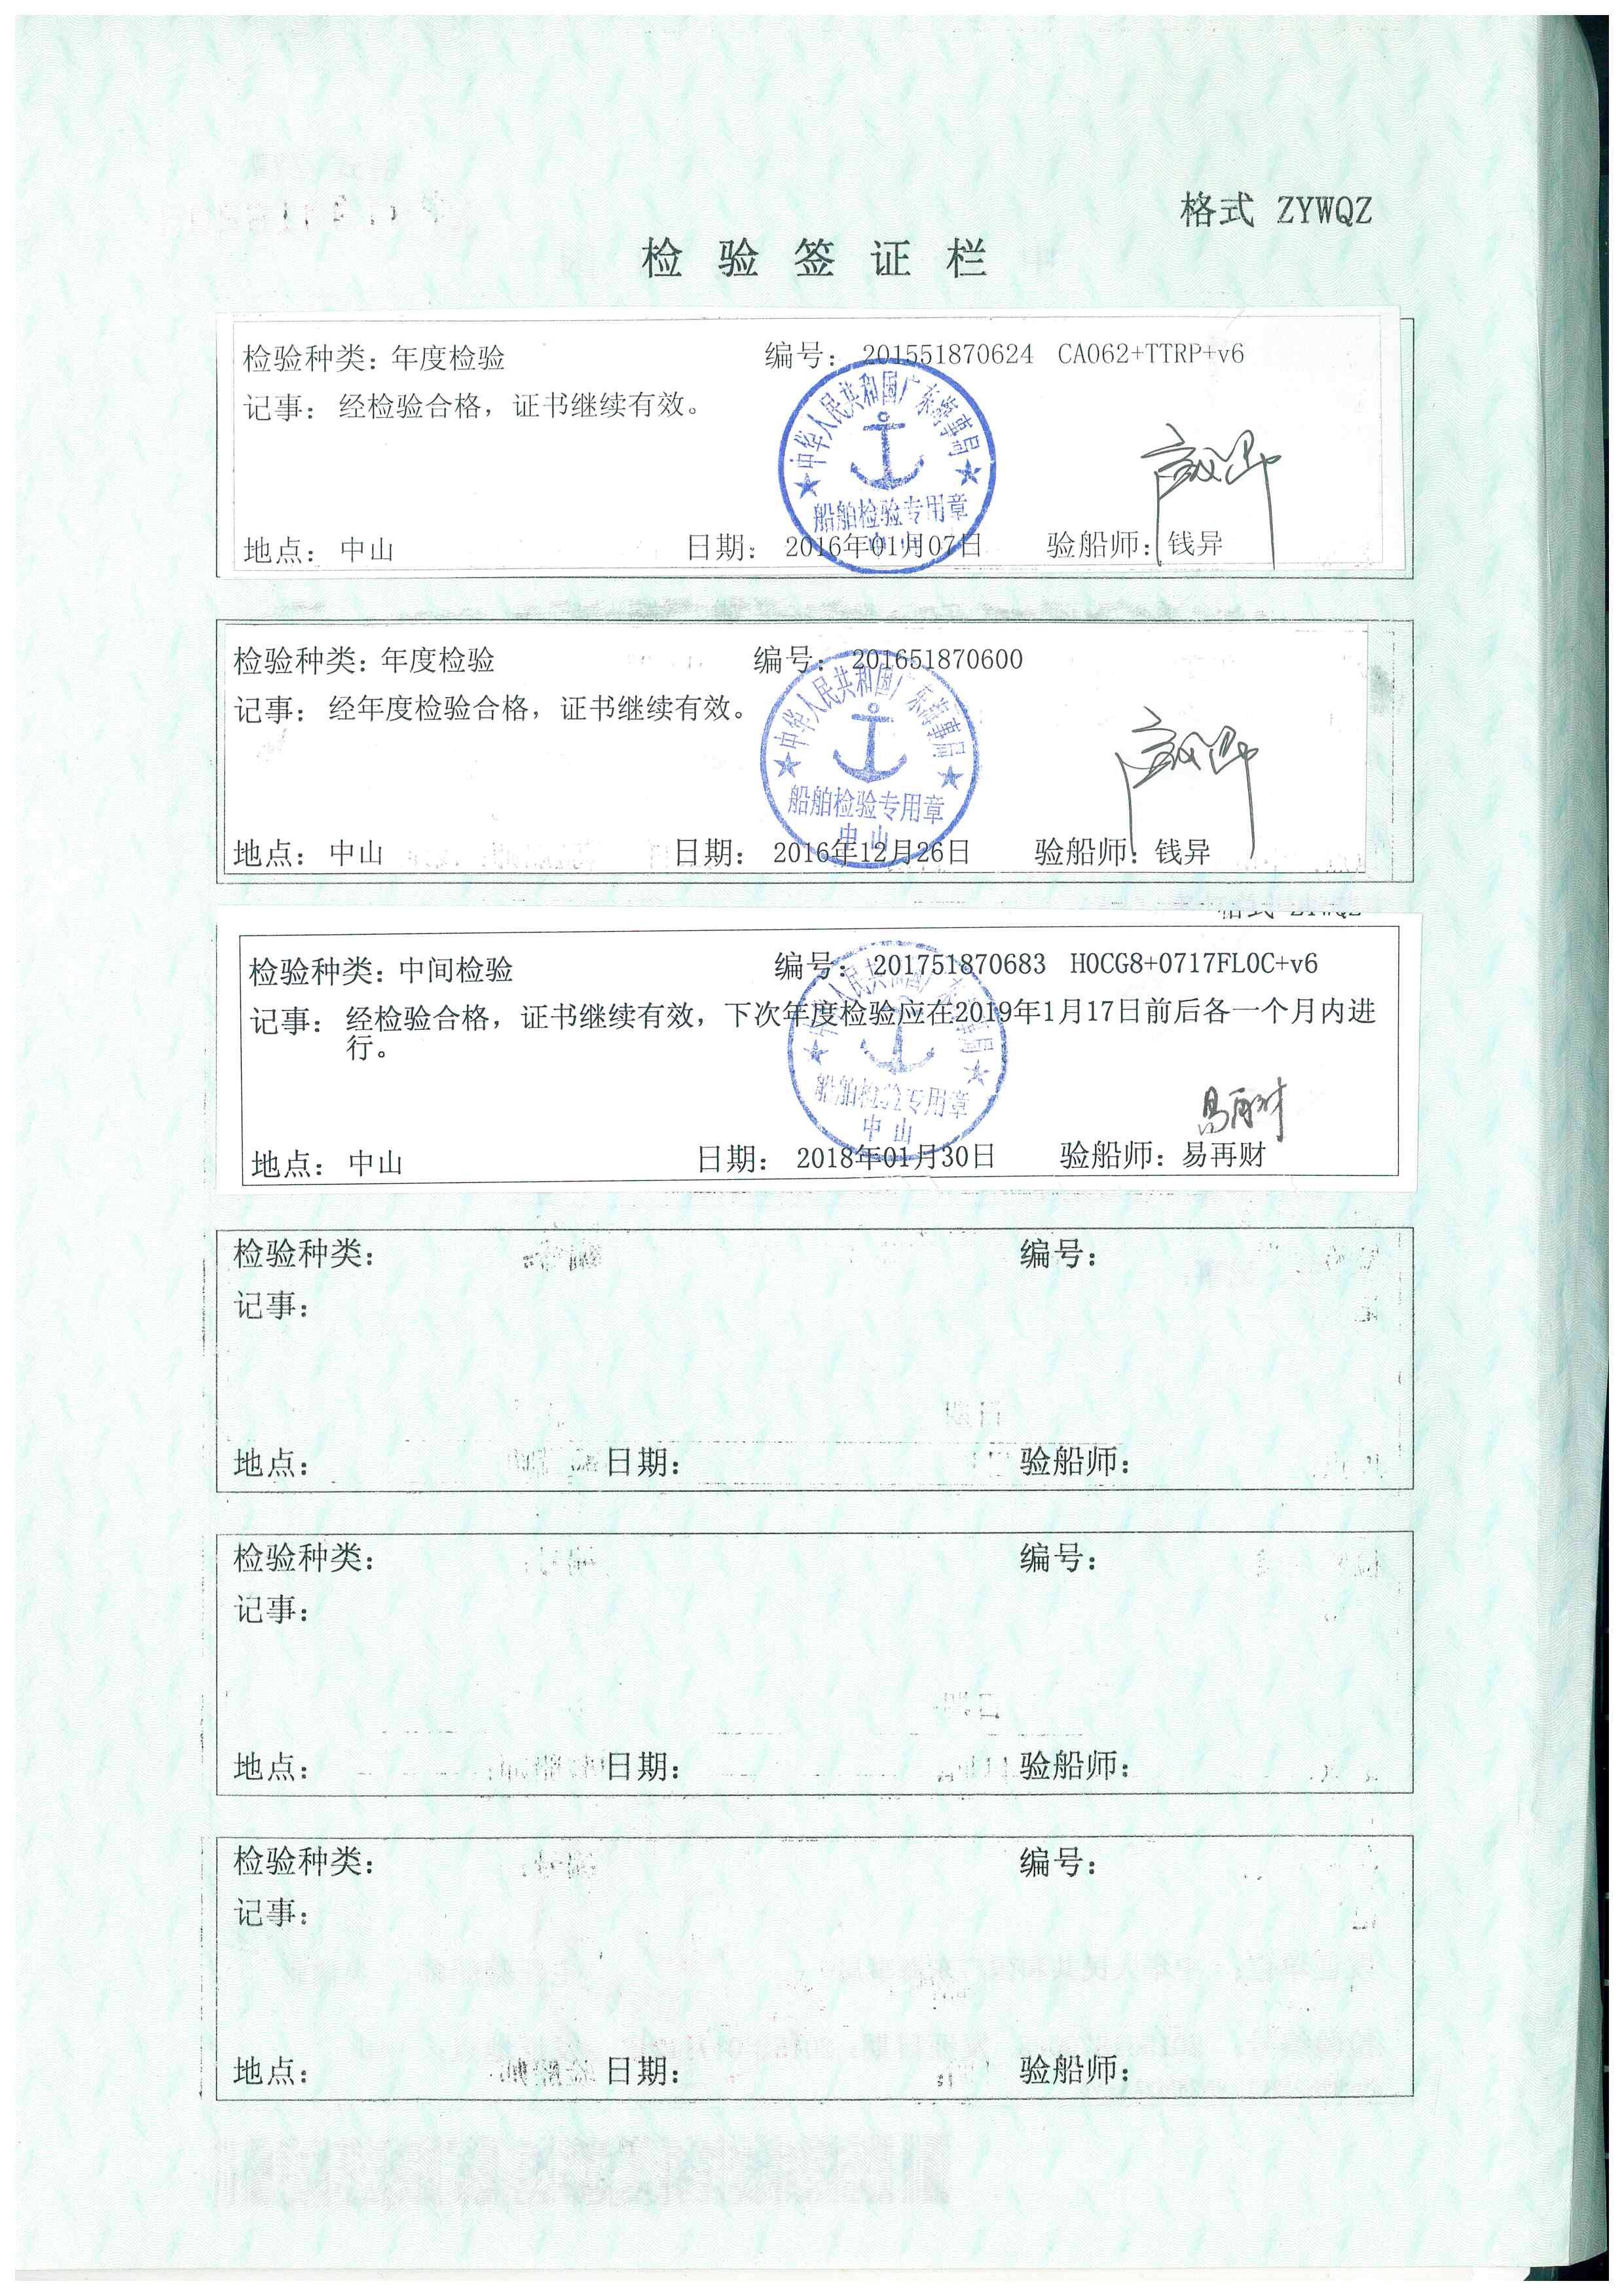 格式 ZYWQZ
检验签证栏
检验种类：年度检验 编号： 201551870624 CA062+TTRP+v6
记事：经检验合格，证书继续有效。
中华人民共和国广东海事局
船舶检验专用章
中山
地点：中山 日期： 2016年01月07日 验船师：钱异
检验种类：年度检验 编号： 201651870600
记事：经年度检验合格，证书继续有效。
中华人民共和国广东海事局
船舶检验专用章
中山
地点：中山 日期： 2016年12月26日 验船师：钱异
格式 ZYWQZ
检验种类：中间检验 编号： 201751870683 H0CG8+0717FL0C+v6
记事：经检验合格，证书继续有效，下次年度检验应在2019年1月17日前后各一个月内进
行。
船舶检验专用章
中山
易再财
地点：中山 日期： 2018年01月30日 验船师：易再财
检验种类： 编号：
记事：
地点： 日期： 验船师：
检验种类： 编号：
记事：
地点： 日期： 验船师：
检验种类： 编号：
记事：
地点： 日期： 验船师：